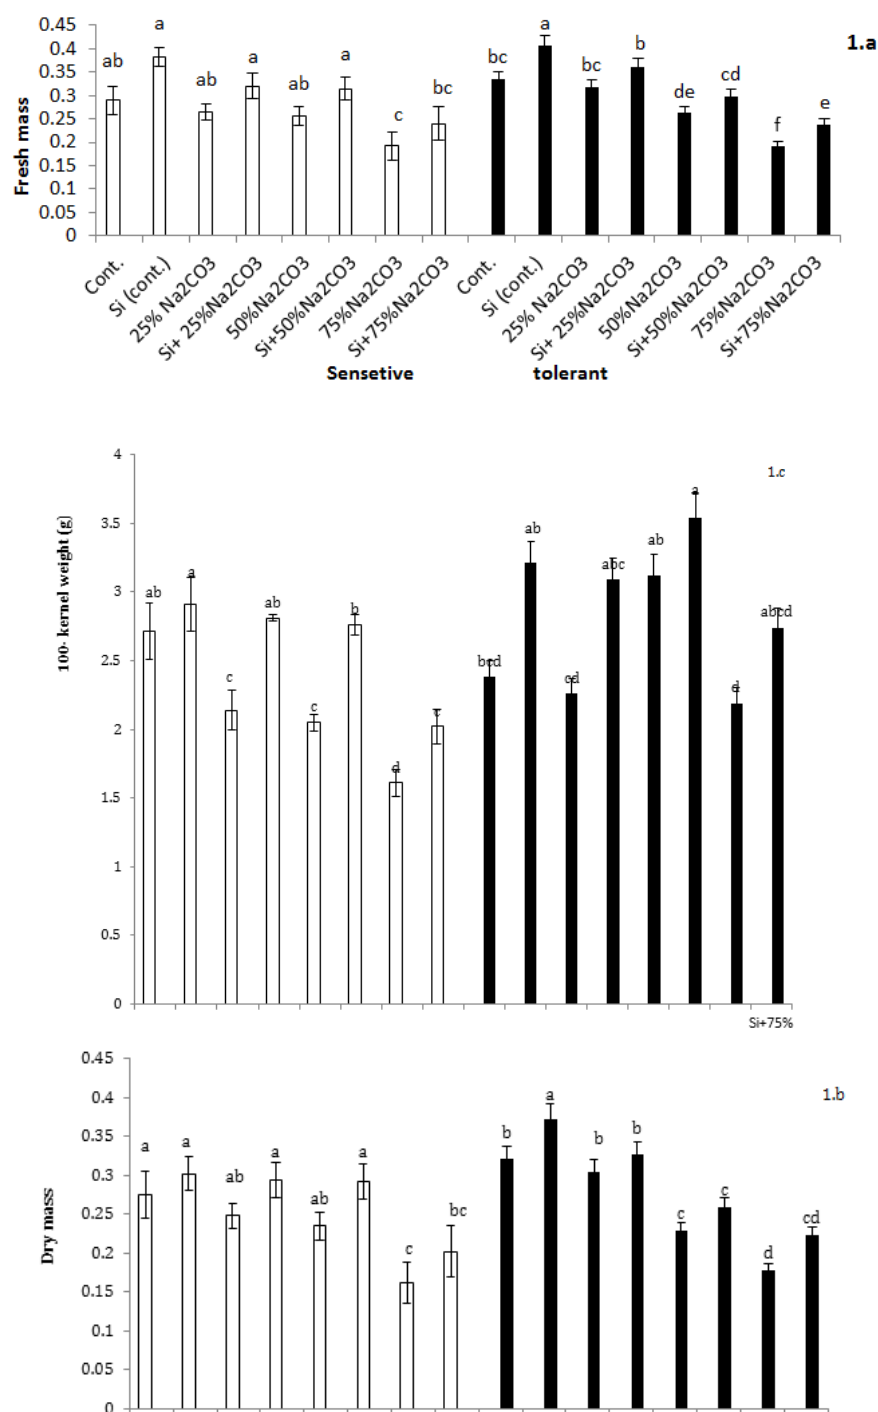 1.a
Fresh mass
0.45
0.4
0.35
0.3
0.25
0.2
0.15
0.1
0.05
0
ab a ab a ab a c bc bc a bc b de cd f e
Cont.
Si (cont.)
25% Na2CO3
Si+ 25%Na2CO3
50%Na2CO3
Si+50%Na2CO3
75%Na2CO3
Si+75%Na2CO3
Cont.
Si (cont.)
25% Na2CO3
Si+ 25%Na2CO3
50%Na2CO3
Si+50%Na2CO3
75%Na2CO3
Si+75%Na2CO3
Sensetive tolerant
1.c
100- kernel weight (g)
4
3.5
3
2.5
2
1.5
1
0.5
0
ab a c ab c b d c bcd ab cd abc ab a d abcd
Si+75%
1.b
Dry mass
0.45
0.4
0.35
0.3
0.25
0.2
0.15
0.1
0.05
0
a a ab a ab a c bc b a b b c c d cd